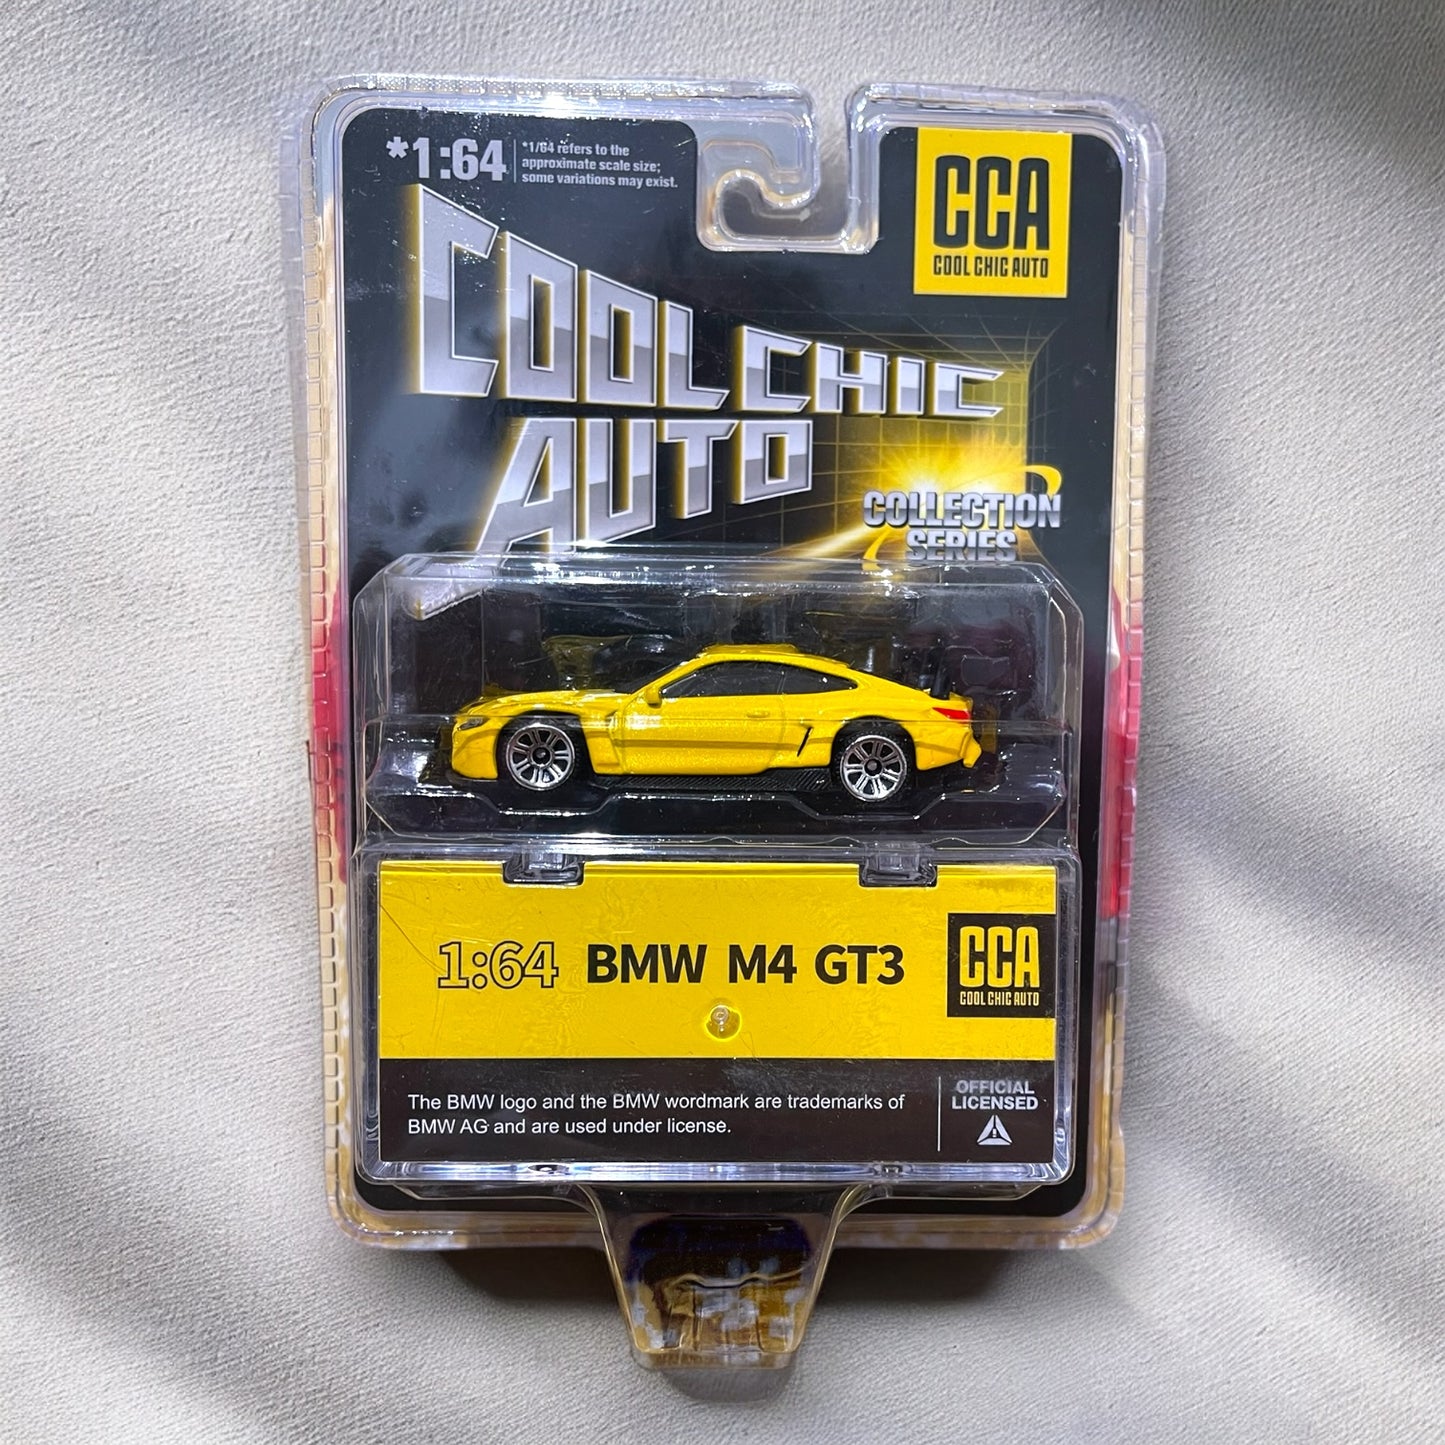 *1:64
*1/64 refers to the
approximate scale size;
some variations may exist.
CCA
COOL CHIC AUTO
COOL CHIC
AUTO
COLLECTION
SERIES
1:64 BMW M4 GT3
CCA
COOL CHIC AUTO
The BMW logo and the BMW wordmark are trademarks of
BMW AG and are used under license.
OFFICIAL
LICENSED